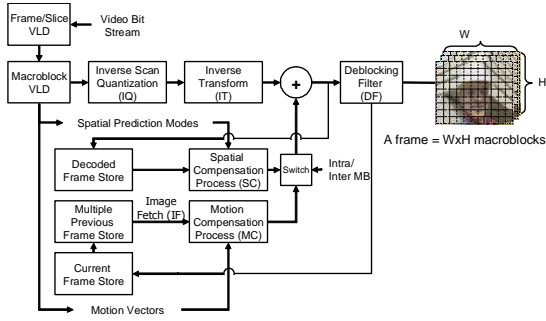 Frame/Slice
VLD
Video Bit
Stream
W
Macroblock
VLD
Inverse Scan
Quantization
(IQ)
Inverse
Transform
(IT)
+
Deblocking
Filter
(DF)
H
Spatial Prediction Modes
A frame = WxH macroblocks
Decoded
Frame Store
Spatial
Compensation
Process (SC)
Switch
Intra/
Inter MB
Multiple
Previous
Frame Store
Image
Fetch (IF)
Motion
Compensation
Process (MC)
Current
Frame Store
Motion Vectors